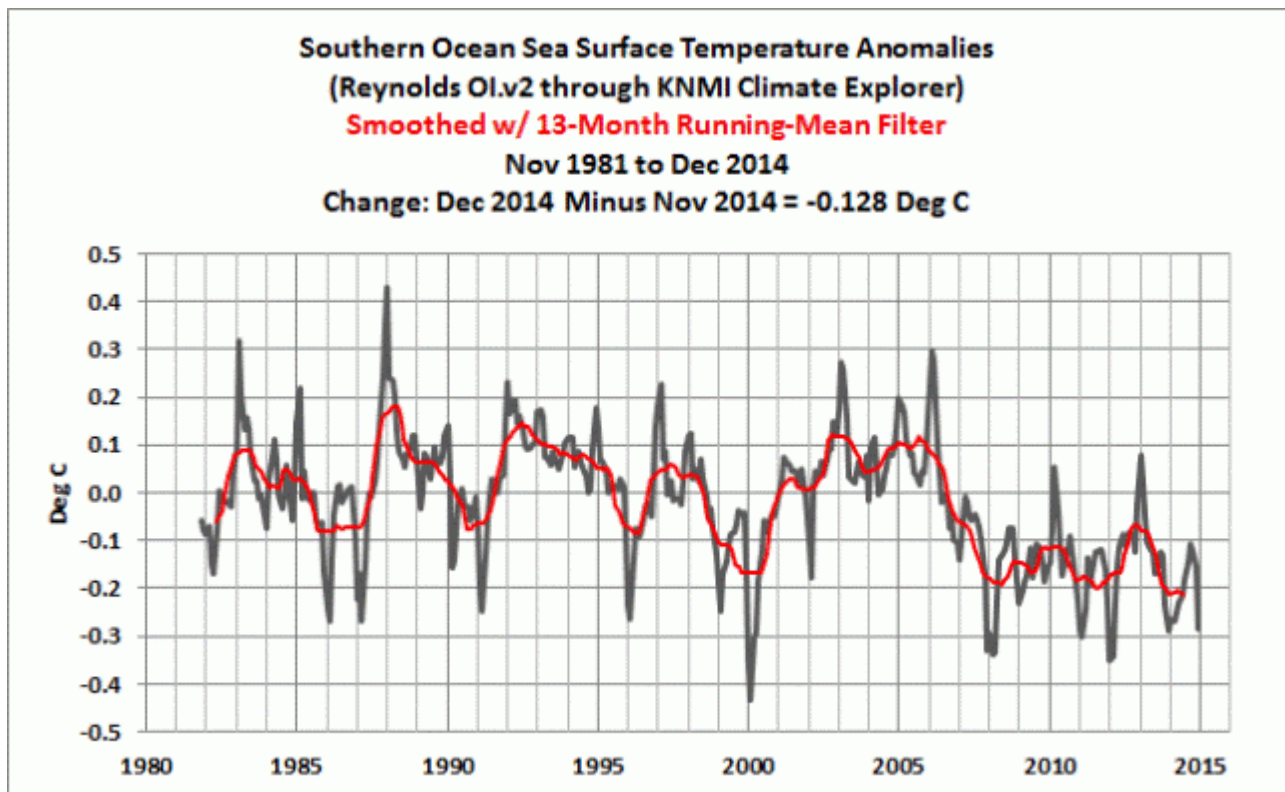 Southern Ocean Sea Surface Temperature Anomalies
(Reynolds OI.v2 through KNMI Climate Explorer)
Smoothed w/ 13-Month Running-Mean Filter
Nov 1981 to Dec 2014
Change: Dec 2014 Minus Nov 2014 = -0.128 Deg C
Deg C
0.5
0.4
0.3
0.2
0.1
0.0
-0.1
-0.2
-0.3
-0.4
-0.5
1980 1985 1990 1995 2000 2005 2010 2015